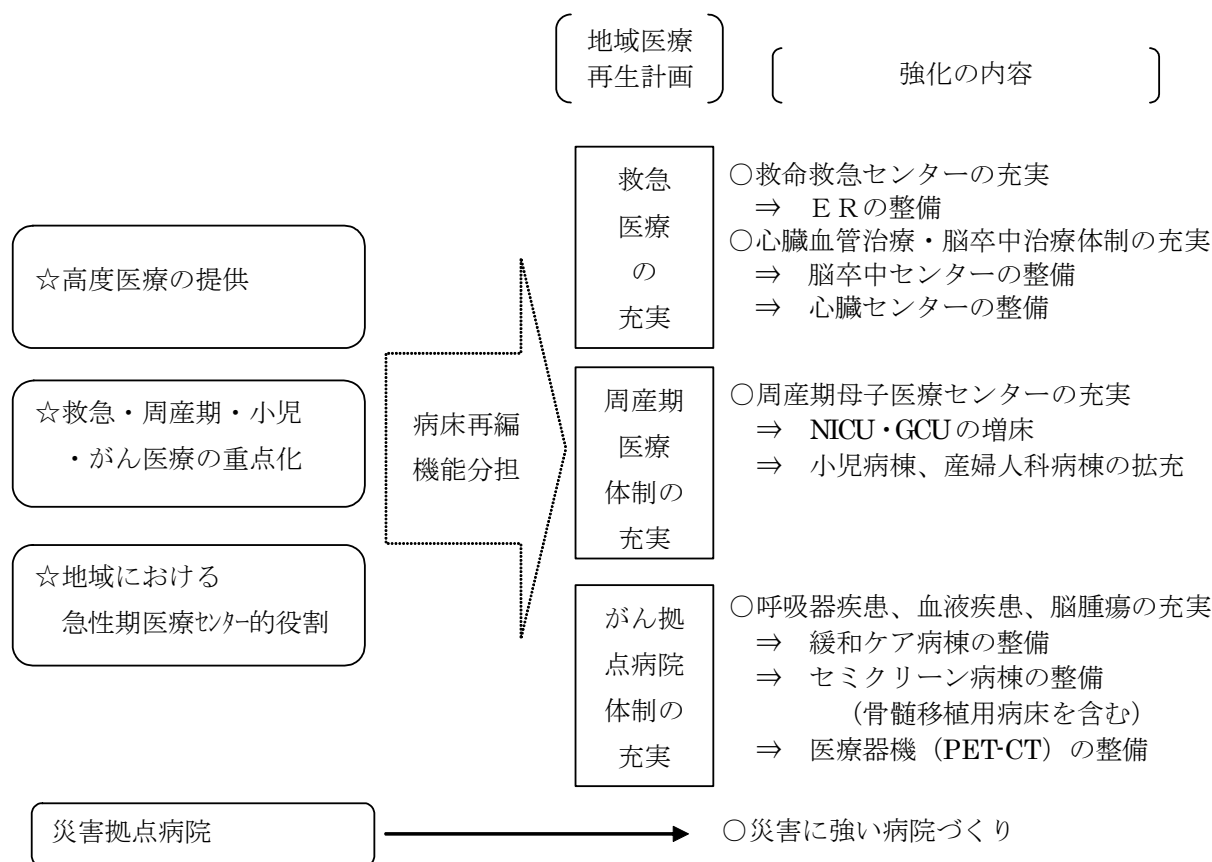 地域医療
再生計画
強化の内容
☆高度医療の提供
☆救急・周産期・小児
・がん医療の重点化
☆地域における
急性期医療ｾﾝﾀｰ的役割
病床再編
機能分担
救急
医療
の
充実
○救命救急センターの充実
⇒ ＥＲの整備
○心臓血管治療・脳卒中治療体制の充実
⇒ 脳卒中センターの整備
⇒ 心臓センターの整備
周産期
医療
体制の
充実
○周産期母子医療センターの充実
⇒ NICU・GCUの増床
⇒ 小児病棟、産婦人科病棟の拡充
がん拠
点病院
体制の
充実
○呼吸器疾患、血液疾患、脳腫瘍の充実
⇒ 緩和ケア病棟の整備
⇒ セミクリーン病棟の整備
（骨髄移植用病床を含む）
⇒ 医療器機（PET-CT）の整備
災害拠点病院
○災害に強い病院づくり